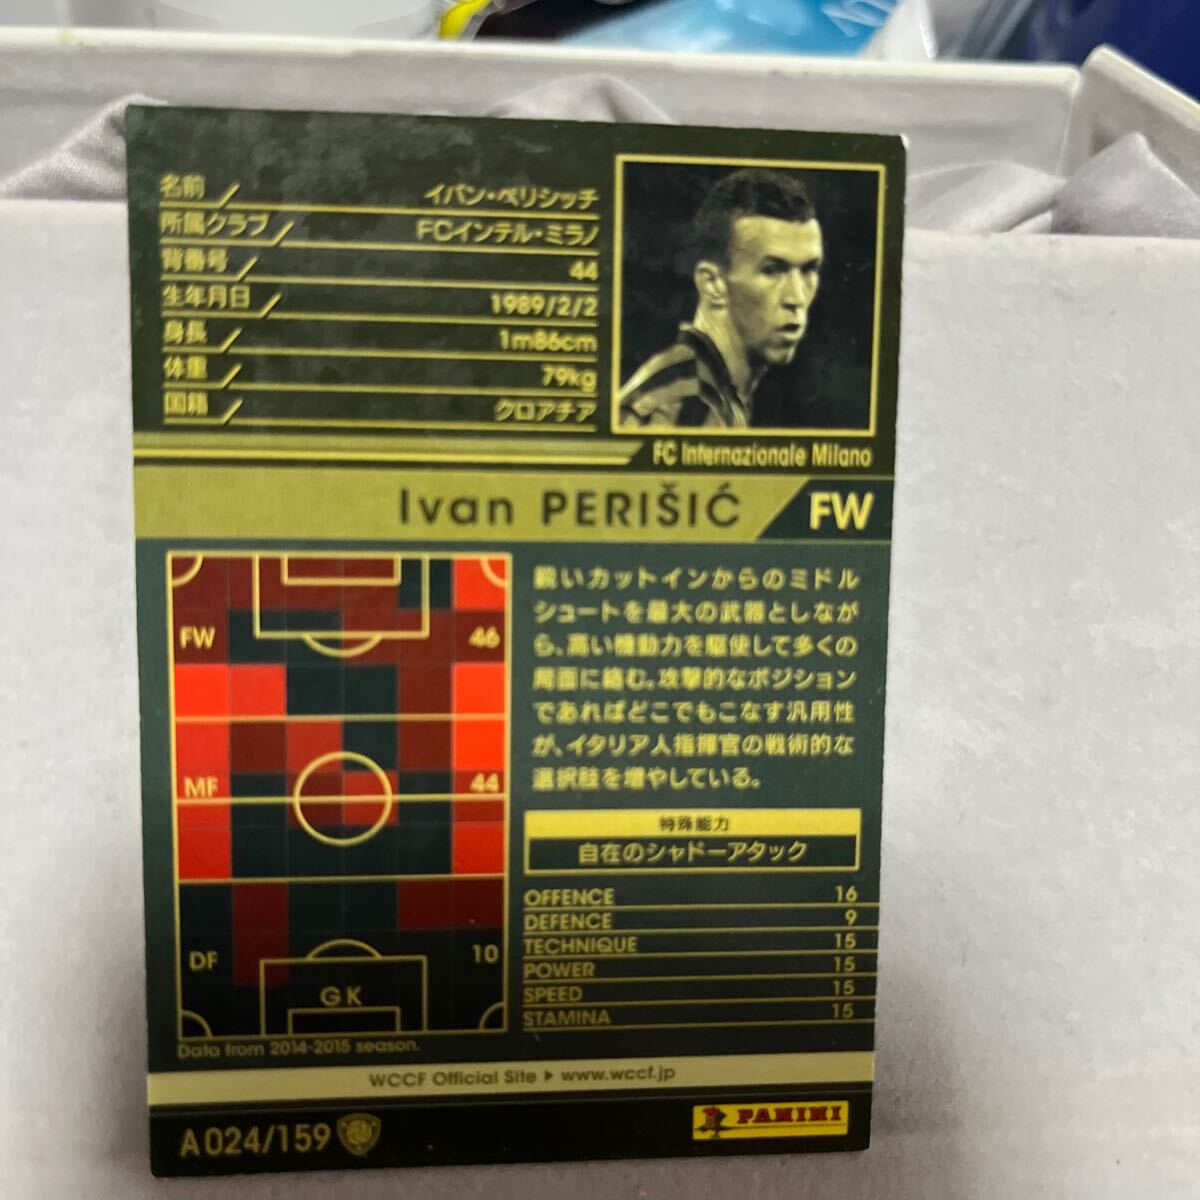 名前 イバン・ペリシッチ
所属クラブ FCインテル・ミラノ
背番号 44
生年月日 1989/2/2
身長 1m86cm
体重 79kg
国籍 クロアチア
FC Internazionale Milano
Ivan PERIŠIĆ FW
FW 46
MF 44
DF 10
GK
鋭いカットインからのミドル
シュートを最大の武器としなが
ら、高い機動力を駆使して多くの
局面に絡む。攻撃的なポジション
であればどこでもこなす汎用性
が、イタリア人指揮官の戦術的な
選択肢を増やしている。
特殊能力
自在のシャドーアタック
OFFENCE 16
DEFENCE 9
TECHNIQUE 15
POWER 15
SPEED 15
STAMINA 15
Data from 2014-2015 season.
WCCF Official Site ▶ www.wccf.jp
A024/159
PANINI